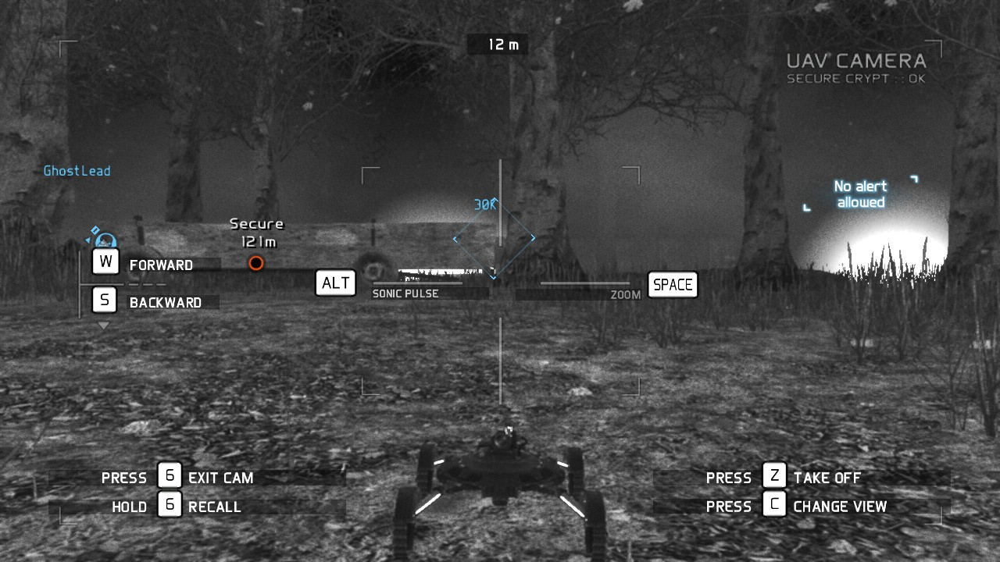 12 m
UAV CAMERA
SECURE CRYPT :: OK
GhostLead
No alert
allowed
30K
Secure
121m
W FORWARD
ALT
SPACE
SONIC PULSE
ZOOM
S BACKWARD
PRESS 6 EXIT CAM
PRESS Z TAKE OFF
HOLD 6 RECALL
PRESS C CHANGE VIEW